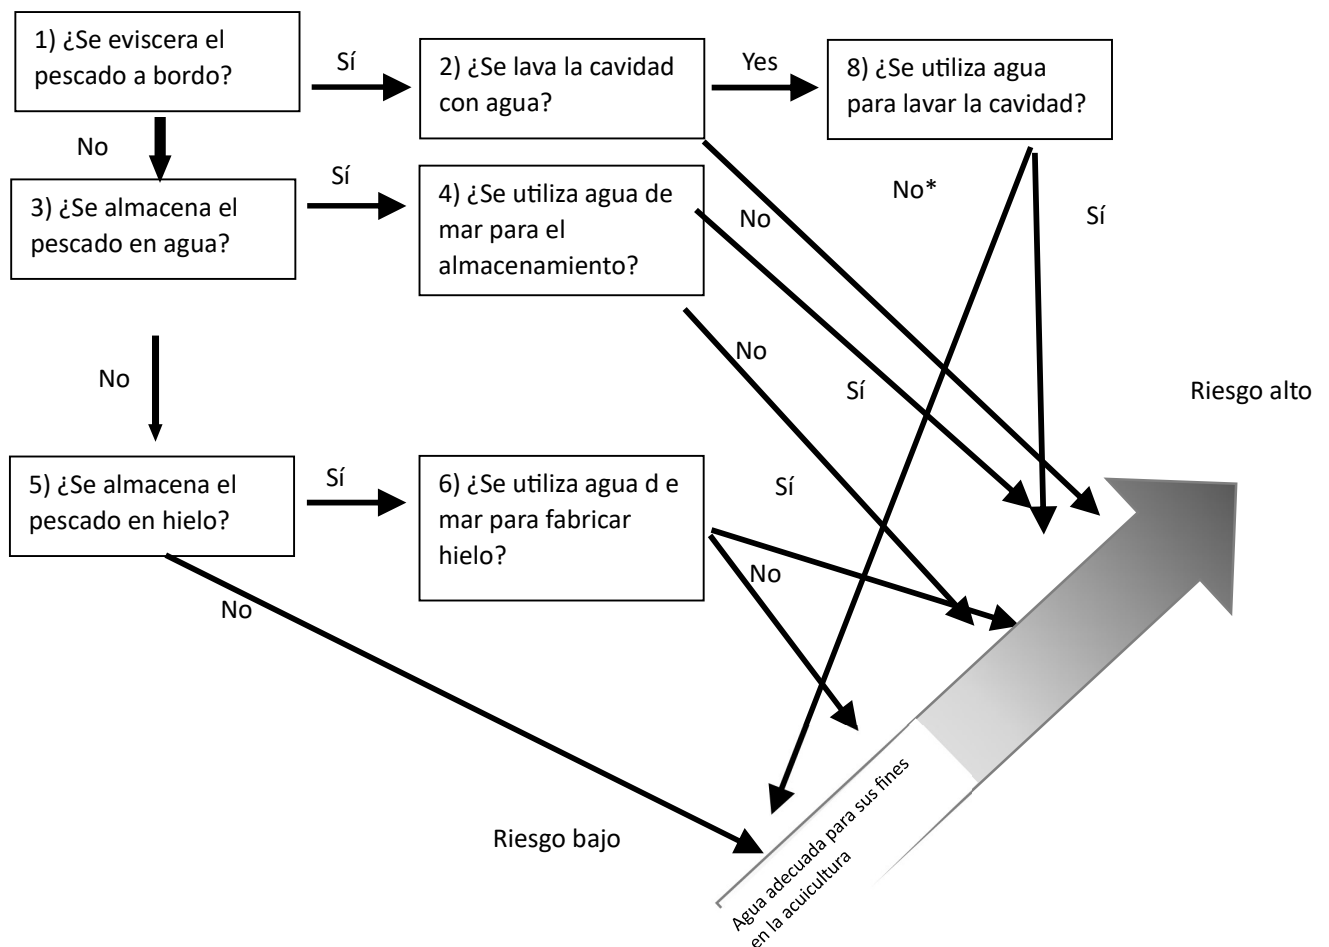 1) ¿Se eviscera el
pescado a bordo?
Sí
2) ¿Se lava la cavidad
con agua?
Yes
8) ¿Se utiliza agua
para lavar la cavidad?
No
3) ¿Se almacena el
pescado en agua?
Sí
4) ¿Se utiliza agua de
mar para el
almacenamiento?
No
No*
Sí
No
No
Sí
Riesgo alto
5) ¿Se almacena el
pescado en hielo?
Sí
6) ¿Se utiliza agua d e
mar para fabricar
hielo?
Sí
No
No
Riesgo bajo
Agua adecuada para sus fines
en la acuicultura